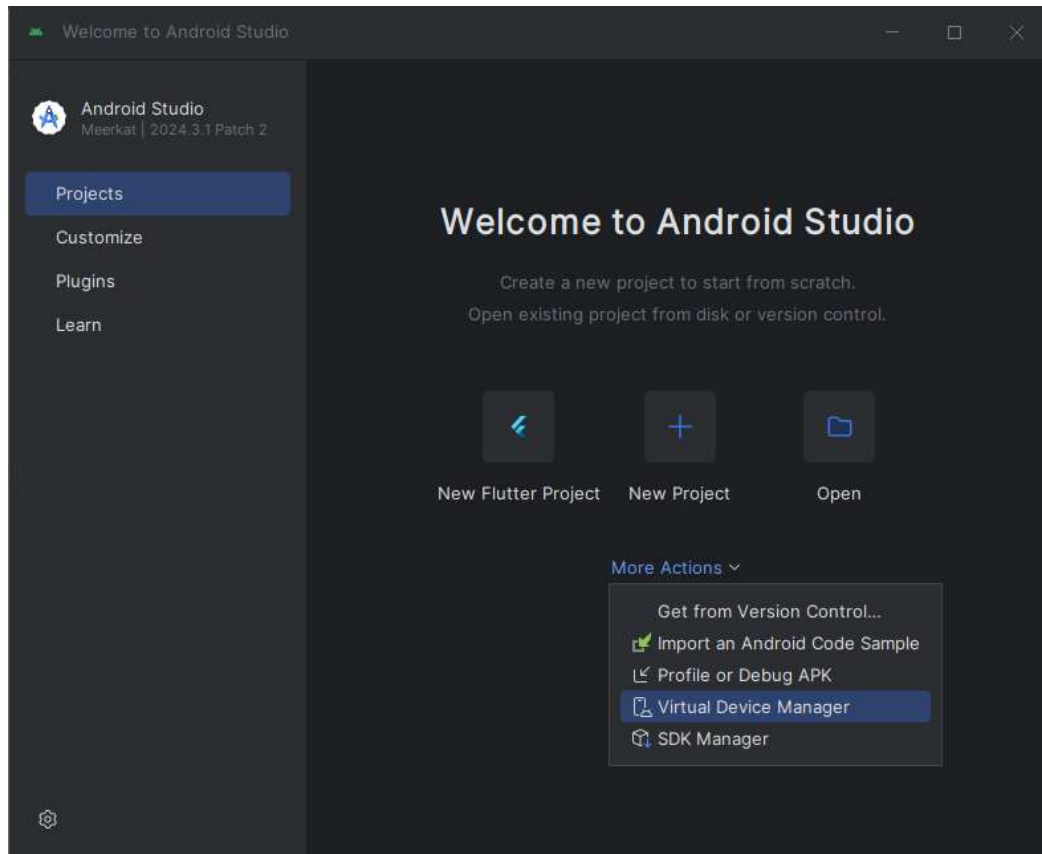 Welcome to Android Studio
Android Studio
Meerkat | 2024.3.1 Patch 2
Projects
Customize
Plugins
Learn
Welcome to Android Studio
Create a new project to start from scratch.
Open existing project from disk or version control.
New Flutter Project
New Project
Open
More Actions
Get from Version Control...
Import an Android Code Sample
Profile or Debug APK
Virtual Device Manager
SDK Manager